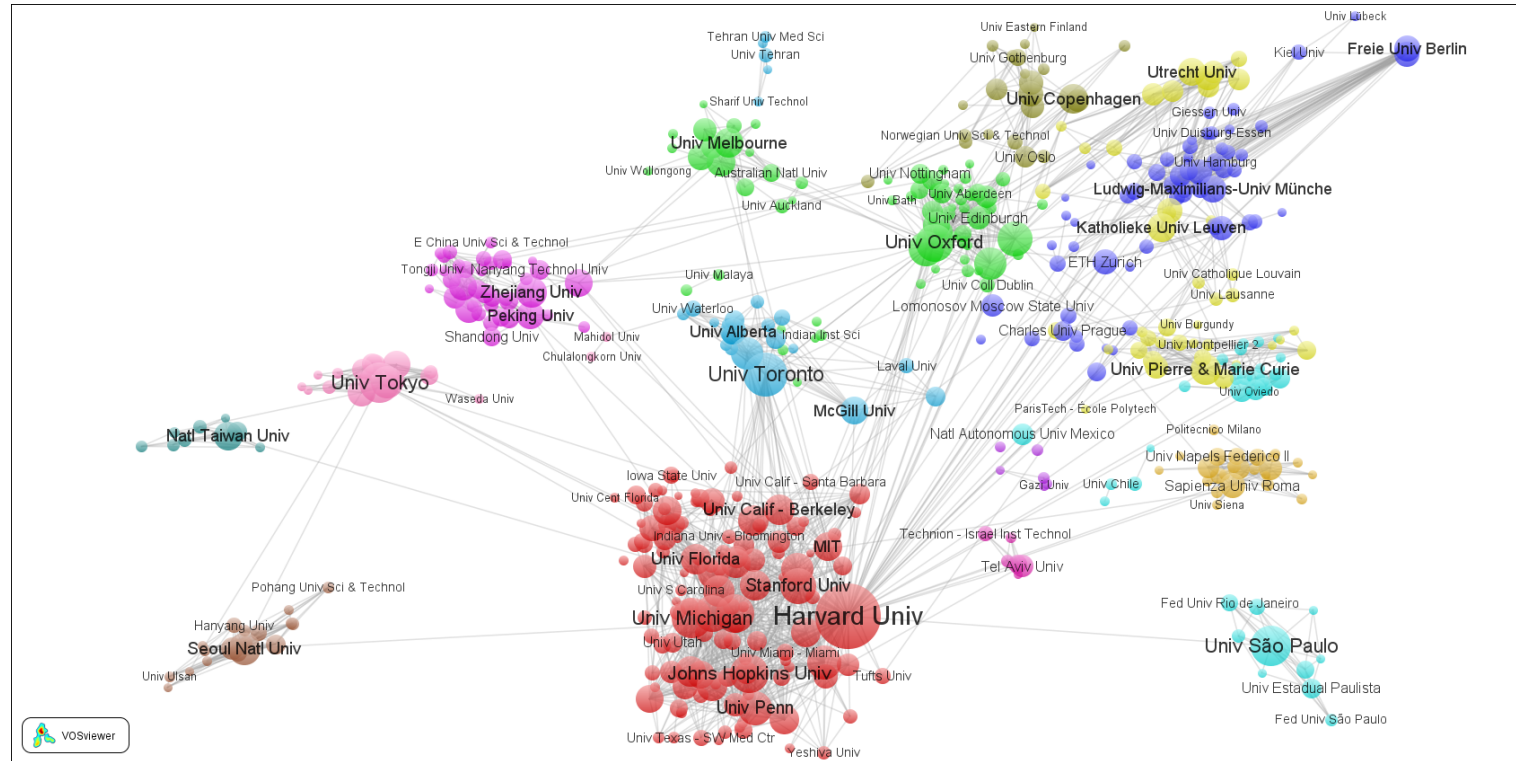 Univ Lübeck
Univ Eastern Finland
Tehran Univ Med Sci
Freie Univ Berlin
Kiel Univ
Univ Tehran
Univ Gothenburg
Utrecht Univ
Univ Copenhagen
Sharif Univ Technol
Giessen Univ
Univ Duisburg-Essen
Norwegian Univ Sci & Technol
Univ Melbourne
Univ Oslo
Univ Hamburg
Univ Wollongong
Australian Natl Univ
Univ Nottingham
Ludwig-Maximilians-Univ Münche
Univ Aberdeen
Univ Bath
Univ Auckland
Univ Edinburgh
Katholieke Univ Leuven
E China Univ Sci & Technol
Univ Oxford
ETH Zurich
Tongji Univ
Nanyang Technol Univ
Univ Malaya
Univ Catholique Louvain
Univ Coll Dublin
Zhejiang Univ
Univ Lausanne
Univ Waterloo
Lomonosov Moscow State Univ
Peking Univ
Univ Burgundy
Charles Univ Prague
Univ Alberta
Indian Inst Sci
Shandong Univ
Mahidol Univ
Univ Montpellier 2
Chulalongkorn Univ
Laval Univ
Univ Pierre & Marie Curie
Univ Toronto
Univ Tokyo
Univ Oviedo
Waseda Univ
McGill Univ
ParisTech - École Polytech
Politecnico Milano
Natl Autonomous Univ Mexico
Natl Taiwan Univ
Univ Napels Federico II
Iowa State Univ
Univ Calif - Santa Barbara
Gazi Univ
Univ Chile
Sapienza Univ Roma
Univ Cent Florida
Univ Siena
Univ Calif - Berkeley
Indiana Univ - Bloomington
Technion - Israel Inst Technol
MIT
Univ Florida
Tel Aviv Univ
Stanford Univ
Pohang Univ Sci & Technol
Univ S Carolina
Fed Univ Rio de Janeiro
Univ Michigan
Harvard Univ
Hanyang Univ
Univ Utah
Seoul Natl Univ
Univ São Paulo
Univ Miami - Miami
Johns Hopkins Univ
Tufts Univ
Univ Ulsan
Univ Estadual Paulista
Univ Penn
Fed Univ São Paulo
Univ Texas - SW Med Ctr
Yeshiva Univ
VOSviewer